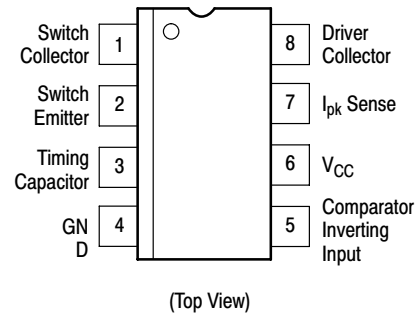 Switch
Collector
1
8
Driver
Collector
Switch
Emitter
2
7
Ipk Sense
Timing
Capacitor
3
6
VCC
GN
D
4
5
Comparator
Inverting
Input
(Top View)